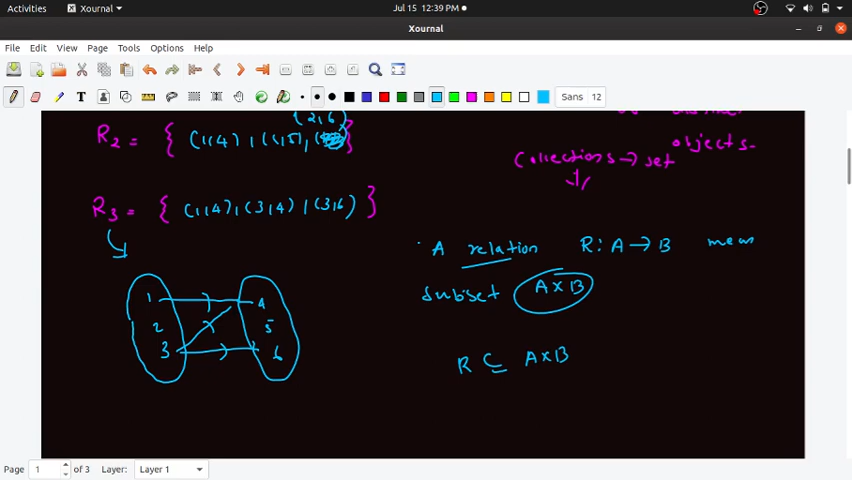 Activities Xournal Jul 15 12:39 PM
Xournal
File Edit View Page Tools Options Help
Sans 12
(2,6)
R2 = { (1,4), (1,5), }
objects.
Collections → set
R3 = { (1,4), (3,4), (3,6) }
A relation R: A → B mean
subset A×B
1 4
2 5
3 6
R ⊆ A×B
Page 1 of 3 Layer: Layer 1